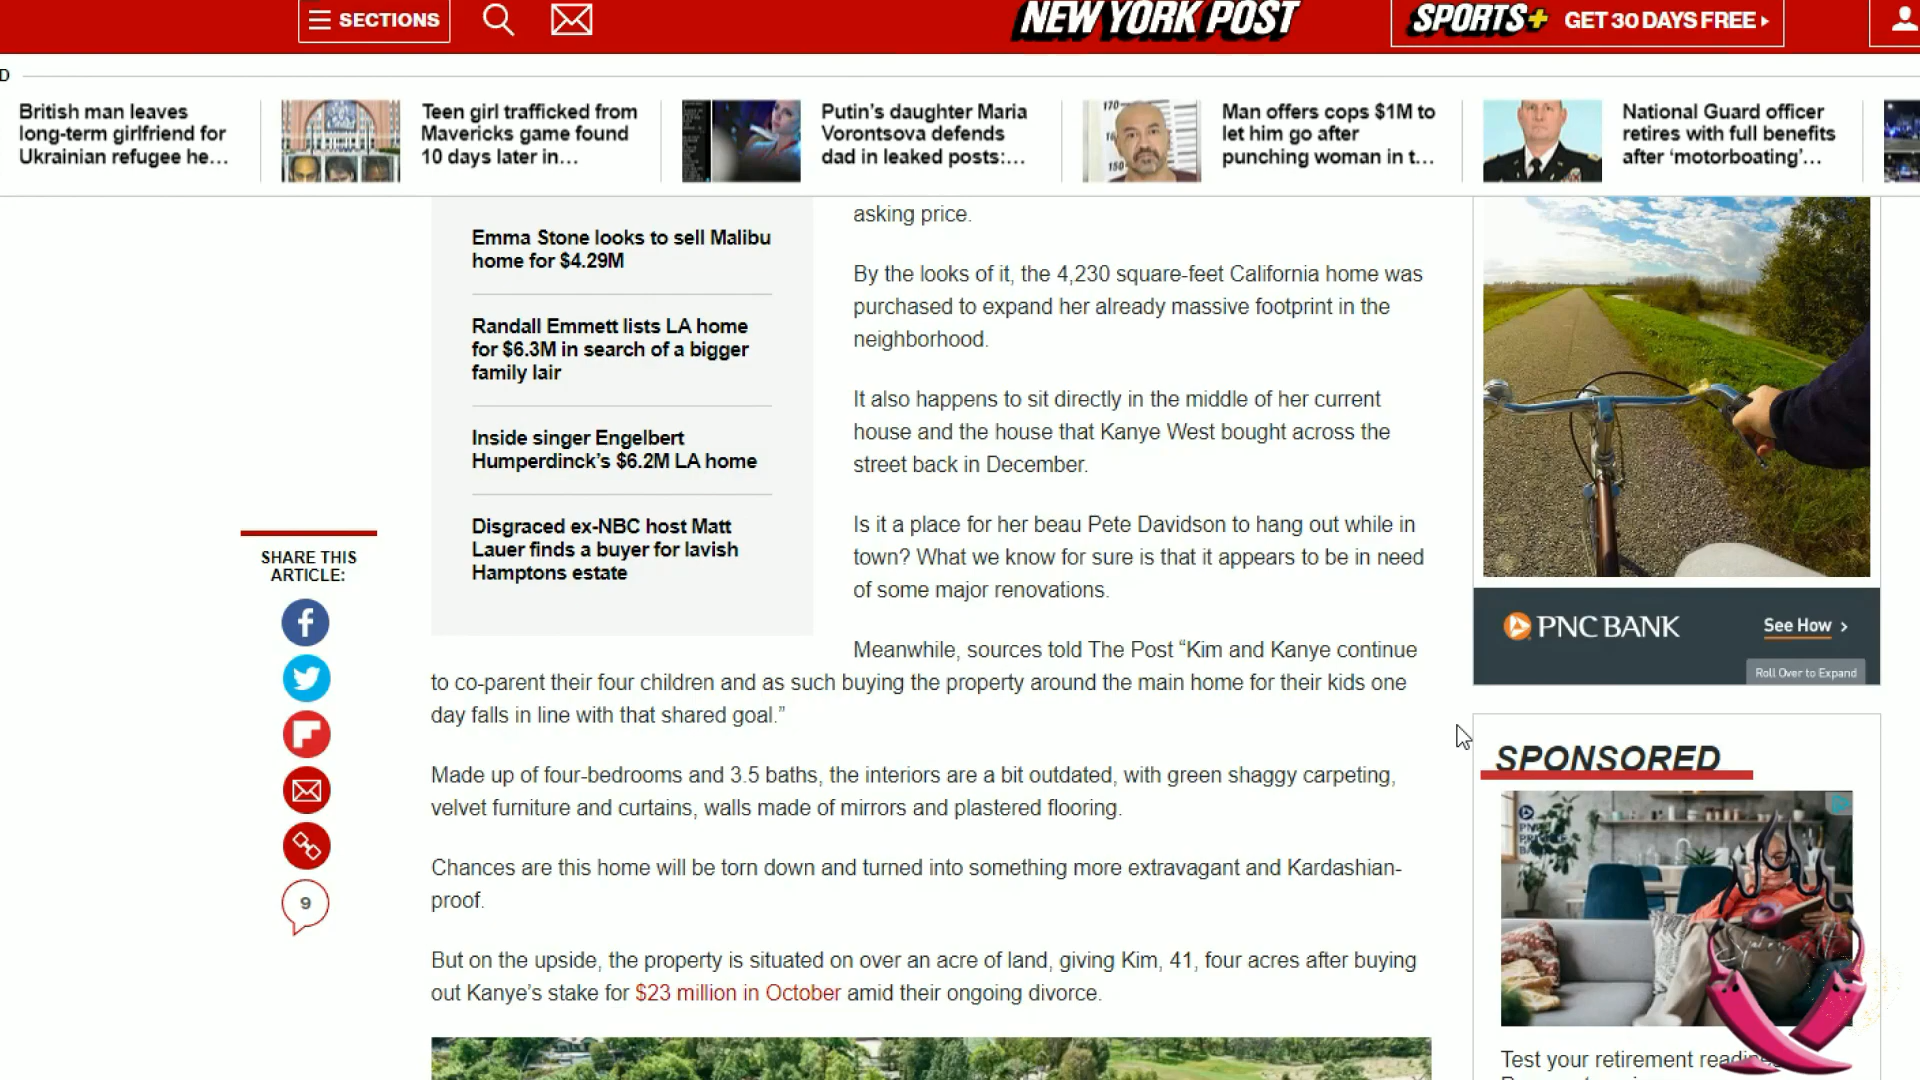 SECTIONS
NEW YORK POST
SPORTS+ GET 30 DAYS FREE
D
British man leaves
long-term girlfriend for
Ukrainian refugee he...
Teen girl trafficked from
Mavericks game found
10 days later in...
Putin's daughter Maria
Vorontsova defends
dad in leaked posts:...
Man offers cops $1M to
let him go after
punching woman in t...
National Guard officer
retires with full benefits
after ‘motorboating’...
Emma Stone looks to sell Malibu
home for $4.29M
Randall Emmett lists LA home
for $6.3M in search of a bigger
family lair
Inside singer Engelbert
Humperdinck’s $6.2M LA home
Disgraced ex-NBC host Matt
Lauer finds a buyer for lavish
Hamptons estate
SHARE THIS
ARTICLE:
9
asking price.
By the looks of it, the 4,230 square-feet California home was
purchased to expand her already massive footprint in the
neighborhood.
It also happens to sit directly in the middle of her current
house and the house that Kanye West bought across the
street back in December.
Is it a place for her beau Pete Davidson to hang out while in
town? What we know for sure is that it appears to be in need
of some major renovations.
Meanwhile, sources told The Post “Kim and Kanye continue
to co-parent their four children and as such buying the property around the main home for their kids one
day falls in line with that shared goal.”
Made up of four-bedrooms and 3.5 baths, the interiors are a bit outdated, with green shaggy carpeting,
velvet furniture and curtains, walls made of mirrors and plastered flooring.
Chances are this home will be torn down and turned into something more extravagant and Kardashian-
proof.
But on the upside, the property is situated on over an acre of land, giving Kim, 41, four acres after buying
out Kanye’s stake for $23 million in October amid their ongoing divorce.
PNC BANK
See How >
Roll Over to Expand
SPONSORED
Test your retirement